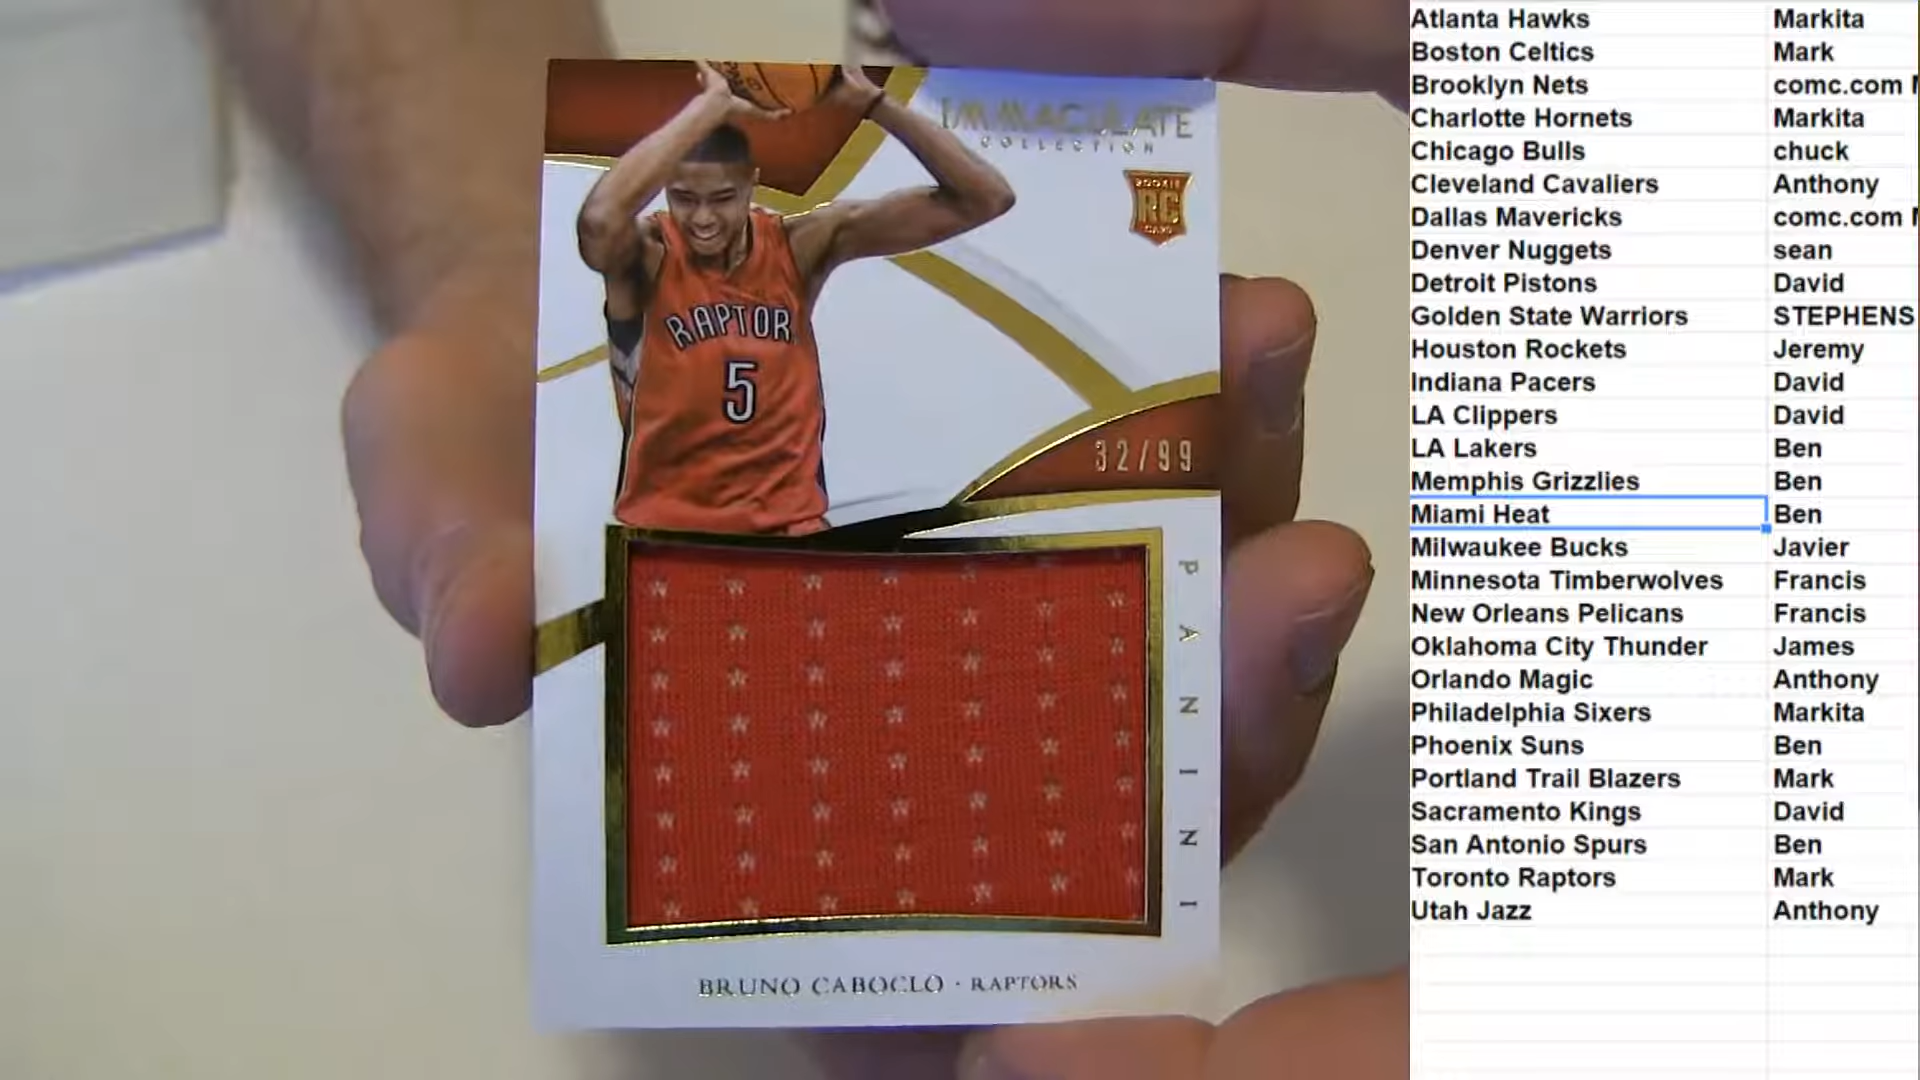 IMMACULATE
COLLECTION
ROOKIE
RC
CARD
RAPTOR
5
32/99
PANINI
BRUNO CABOCLO · RAPTORS
Atlanta Hawks Markita
Boston Celtics Mark
Brooklyn Nets comc.com
Charlotte Hornets Markita
Chicago Bulls chuck
Cleveland Cavaliers Anthony
Dallas Mavericks comc.com
Denver Nuggets sean
Detroit Pistons David
Golden State Warriors STEPHENS
Houston Rockets Jeremy
Indiana Pacers David
LA Clippers David
LA Lakers Ben
Memphis Grizzlies Ben
Miami Heat Ben
Milwaukee Bucks Javier
Minnesota Timberwolves Francis
New Orleans Pelicans Francis
Oklahoma City Thunder James
Orlando Magic Anthony
Philadelphia Sixers Markita
Phoenix Suns Ben
Portland Trail Blazers Mark
Sacramento Kings David
San Antonio Spurs Ben
Toronto Raptors Mark
Utah Jazz Anthony